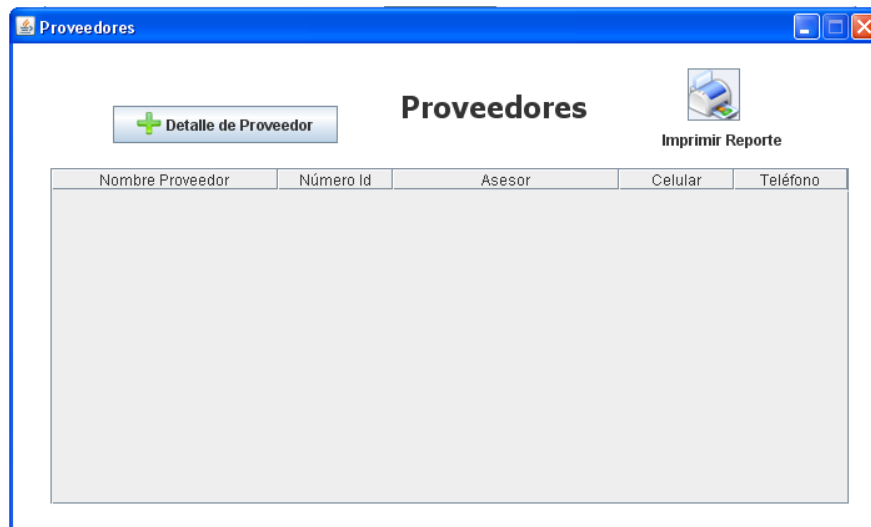 Proveedores
Proveedores
Detalle de Proveedor
Imprimir Reporte
Nombre Proveedor Número Id Asesor Celular Teléfono